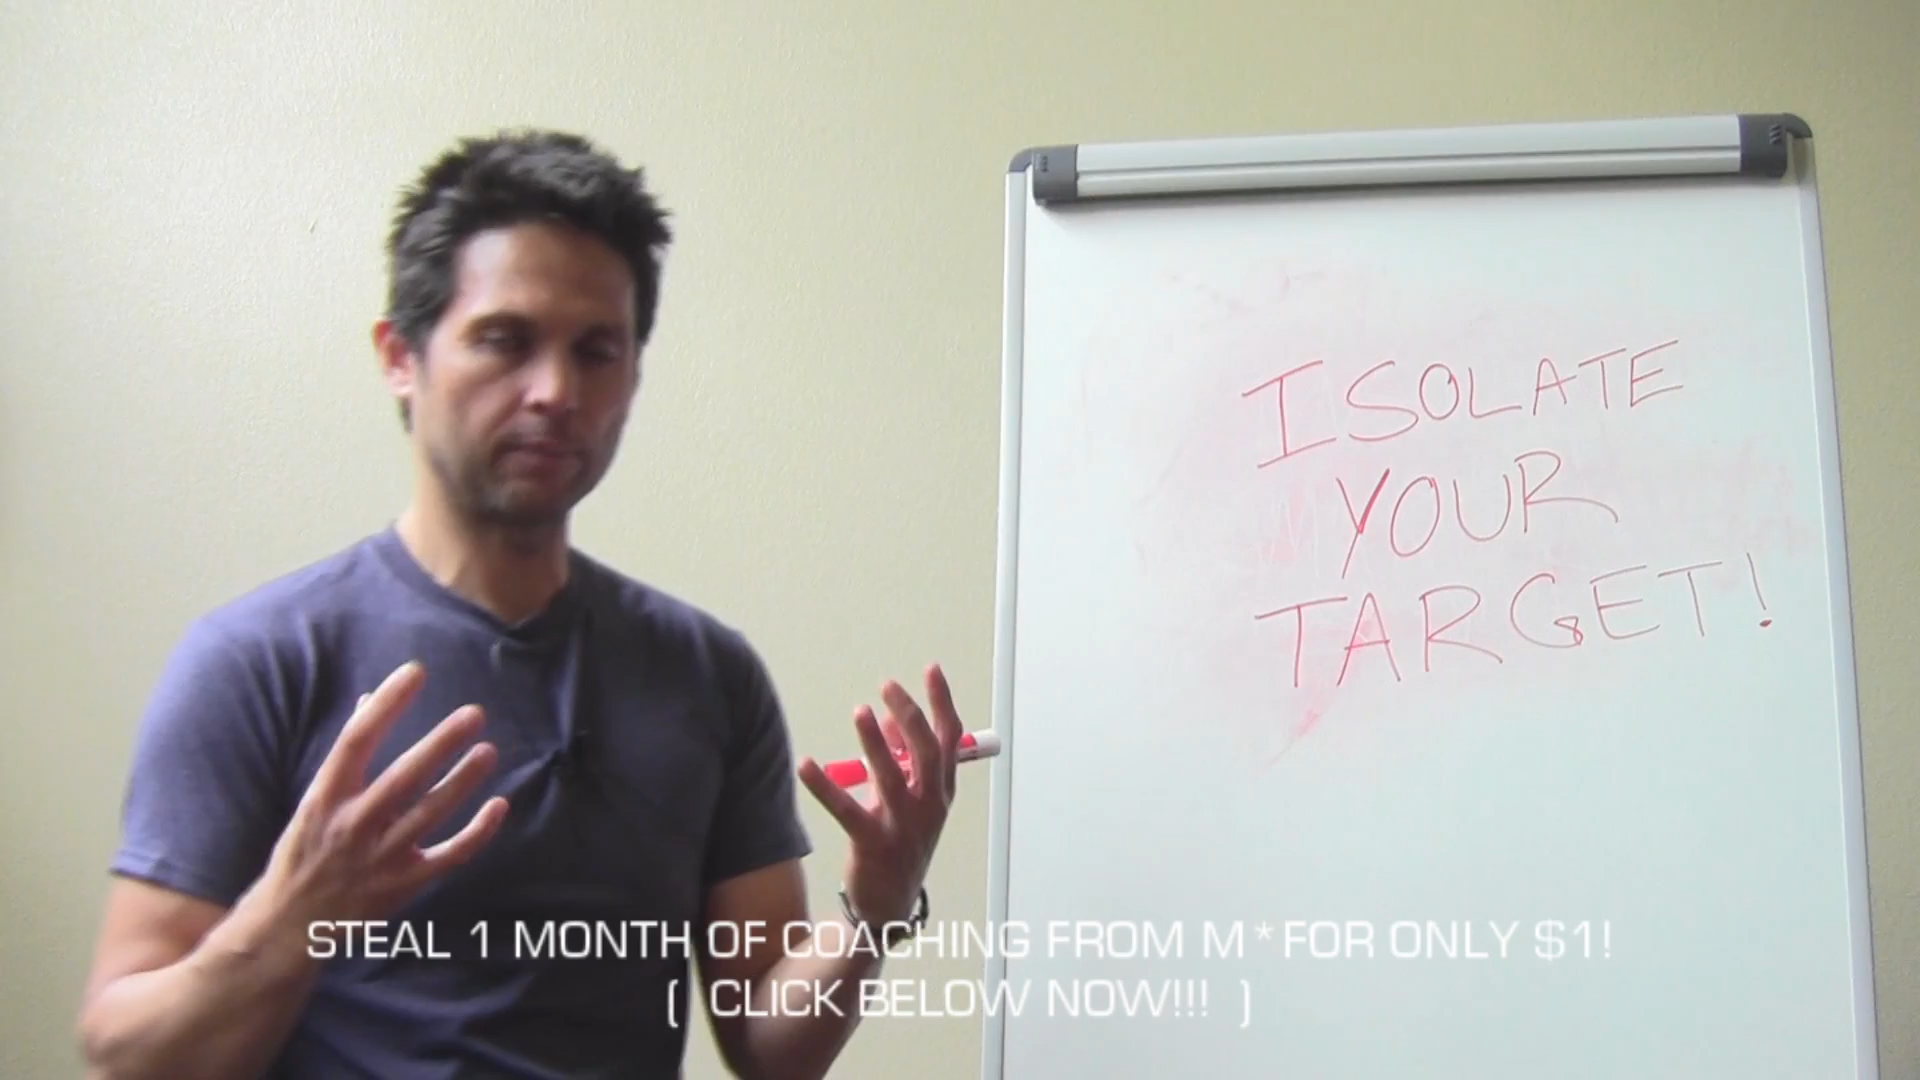 ISOLATE
YOUR
TARGET!
STEAL 1 MONTH OF COACHING FROM M* FOR ONLY $1!
( CLICK BELOW NOW!!! )